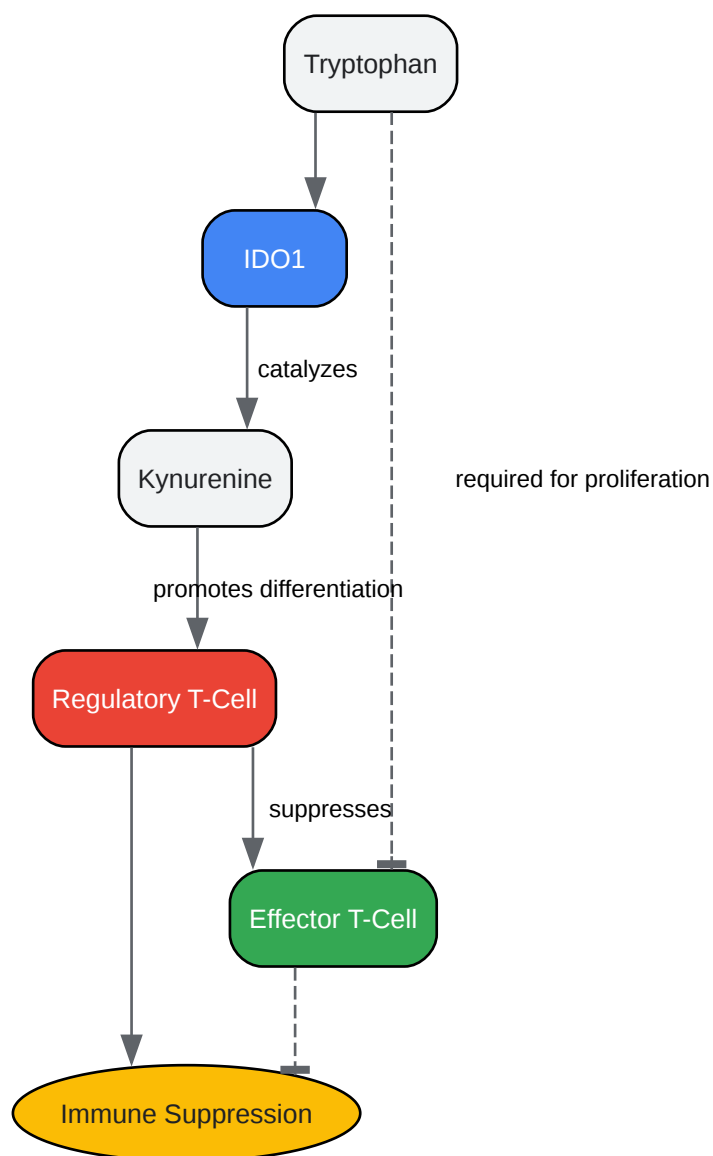 Tryptophan
IDO1
catalyzes
Kynurenine
required for proliferation
promotes differentiation
Regulatory T-Cell
suppresses
Effector T-Cell
Immune Suppression